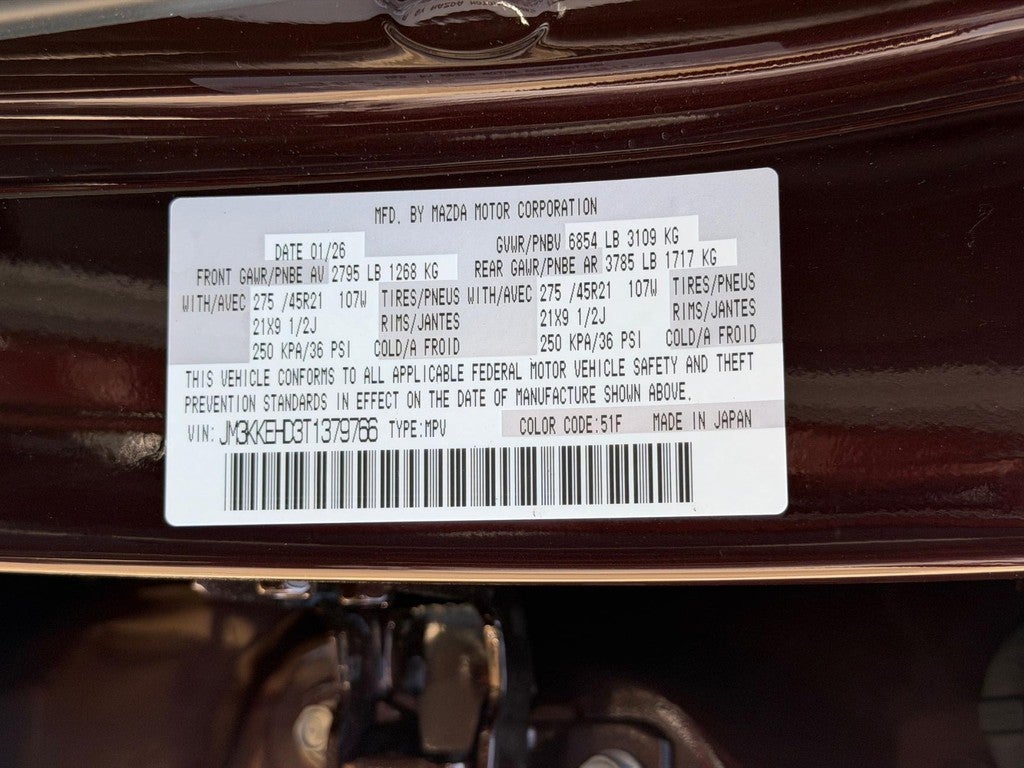 MFD. BY MAZDA MOTOR CORPORATION
DATE 01/26 GVWR/PNBV 6854 LB 3109 KG
FRONT GAWR/PNBE AV 2795 LB 1268 KG REAR GAWR/PNBE AR 3785 LB 1717 KG
WITH/AVEC 275 /45R21 107W TIRES/PNEUS WITH/AVEC 275 /45R21 107W TIRES/PNEUS
21X9 1/2J RIMS/JANTES 21X9 1/2J RIMS/JANTES
250 KPA/36 PSI COLD/A FROID 250 KPA/36 PSI COLD/A FROID
THIS VEHICLE CONFORMS TO ALL APPLICABLE FEDERAL MOTOR VEHICLE SAFETY AND THEFT
PREVENTION STANDARDS IN EFFECT ON THE DATE OF MANUFACTURE SHOWN ABOVE.
VIN: JM3KKEHD3T1379766 TYPE:MPV COLOR CODE:51F MADE IN JAPAN